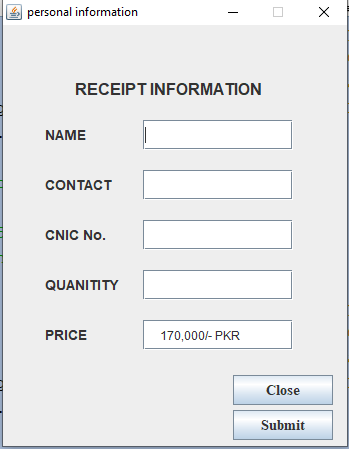 personal information
RECEIPT INFORMATION
NAME
CONTACT
CNIC No.
QUANITITY
PRICE 170,000/- PKR
Close
Submit